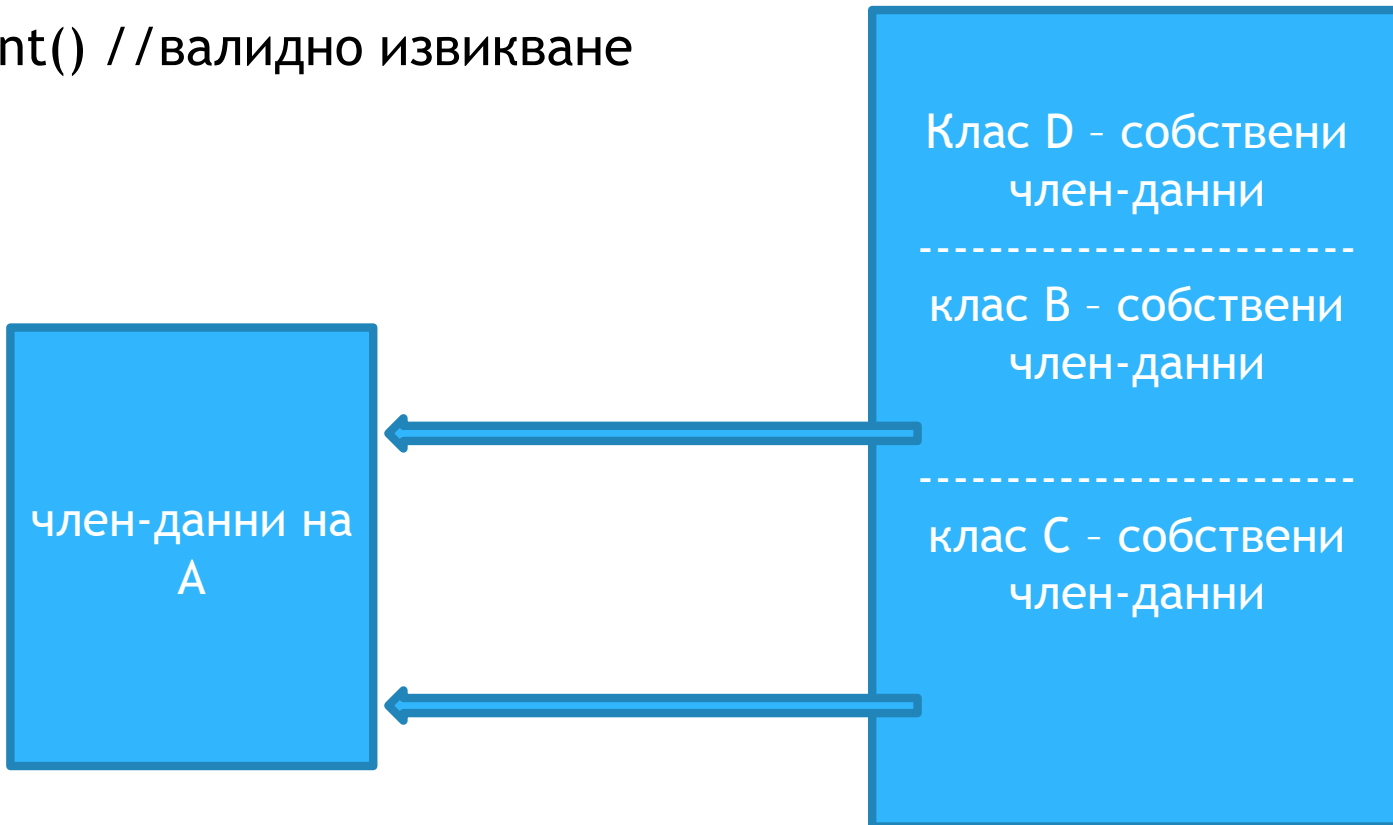 nt() //валидно извикване
Клас D – собствени
член-данни
-------------------------
клас B – собствени
член-данни
-------------------------
клас C – собствени
член-данни
член-данни на
A